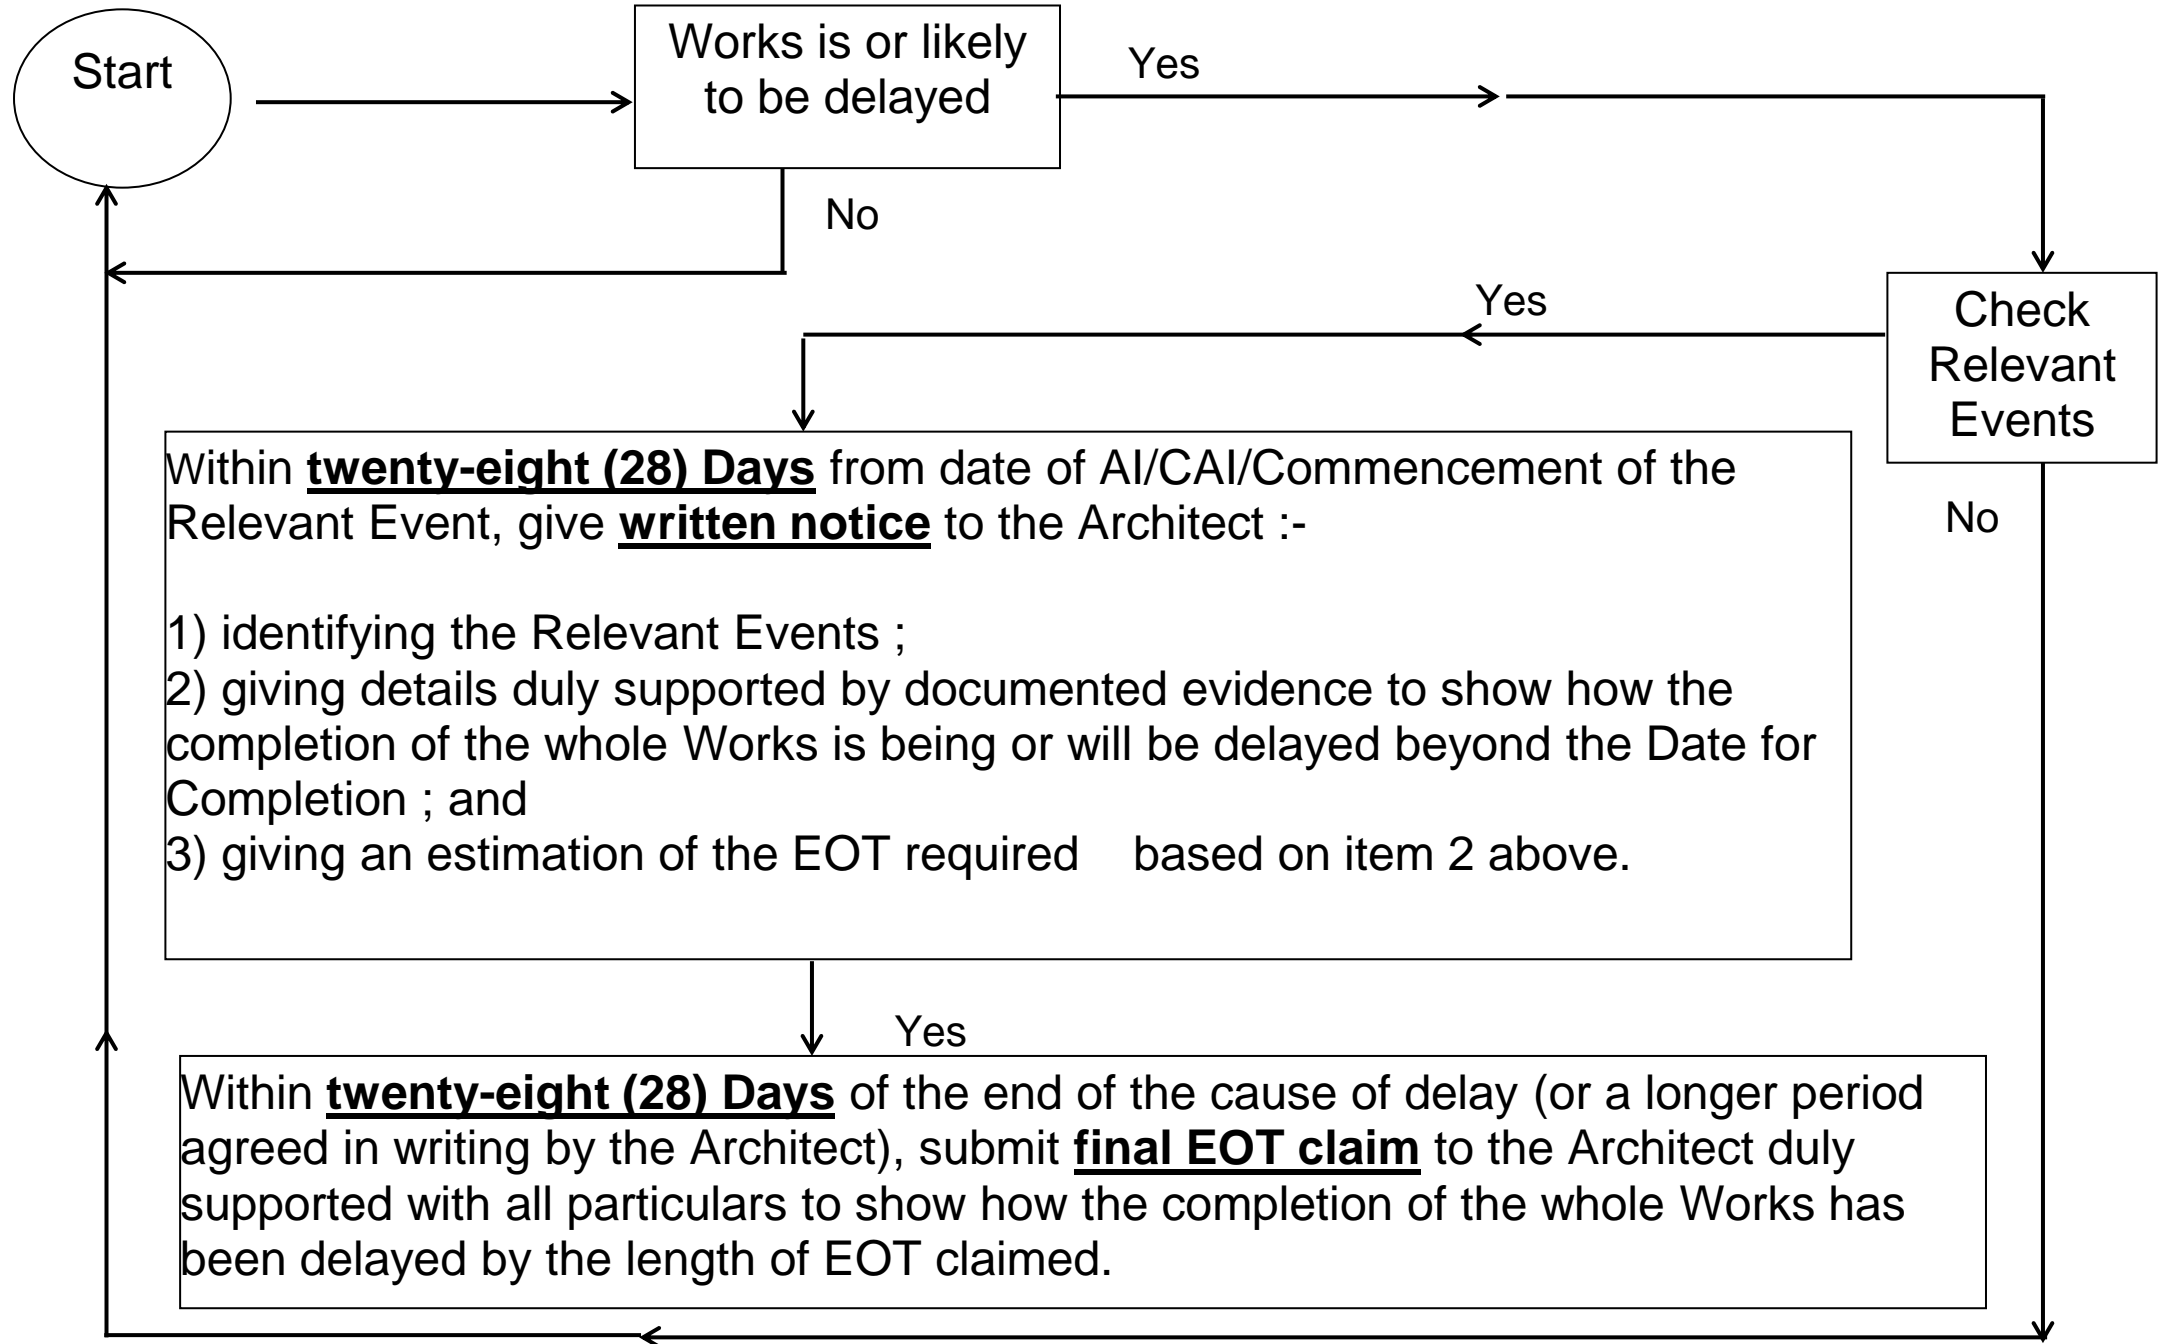 Start
Works is or likely
to be delayed
Yes
No
Yes
Check
Relevant
Events
No
Within twenty-eight (28) Days from date of AI/CAI/Commencement of the
Relevant Event, give written notice to the Architect :-
1) identifying the Relevant Events ;
2) giving details duly supported by documented evidence to show how the
completion of the whole Works is being or will be delayed beyond the Date for
Completion ; and
3) giving an estimation of the EOT required based on item 2 above.
Yes
Within twenty-eight (28) Days of the end of the cause of delay (or a longer period
agreed in writing by the Architect), submit final EOT claim to the Architect duly
supported with all particulars to show how the completion of the whole Works has
been delayed by the length of EOT claimed.